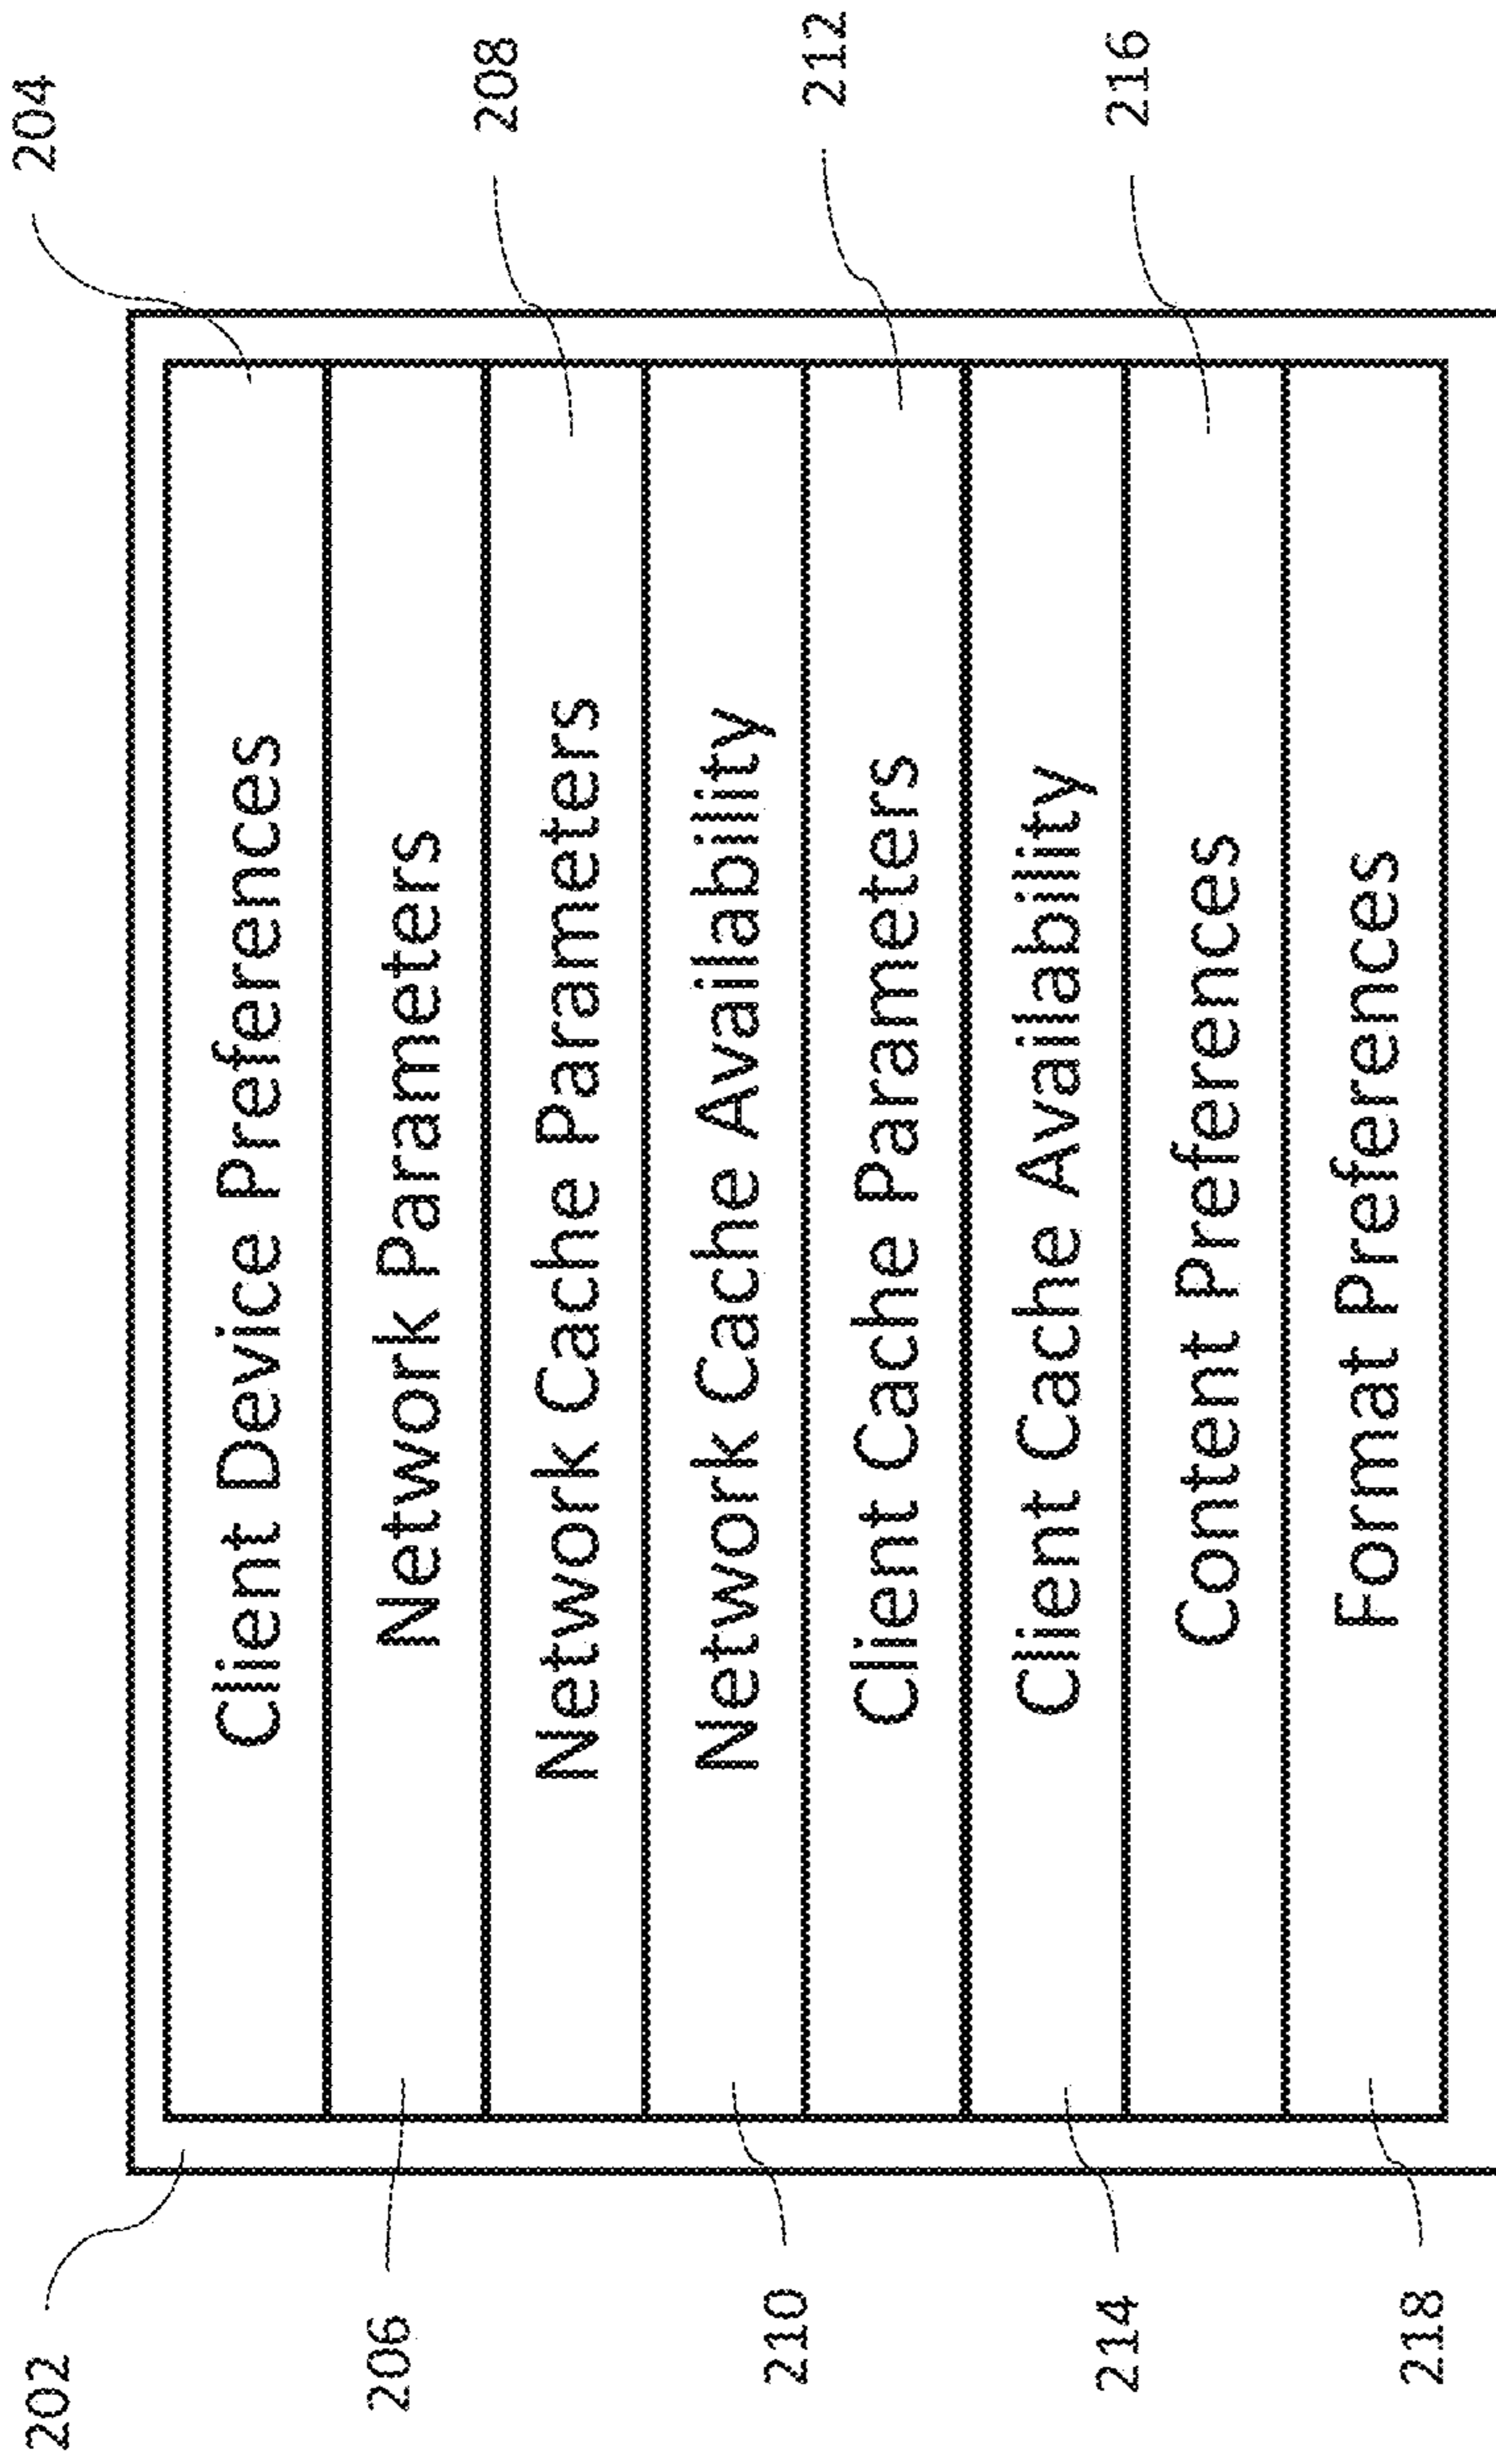 204
202
Client Device Preferences
206
Network Parameters
208
Network Cache Parameters
210
Network Cache Availability
212
Client Cache Parameters
214
Client Cache Availability
216
Content Preferences
218
Format Preferences